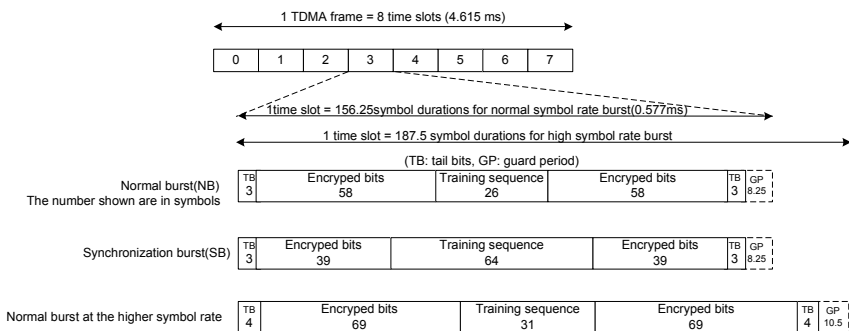 1 TDMA frame = 8 time slots (4.615 ms)
0 1 2 3 4 5 6 7
1time slot = 156.25symbol durations for normal symbol rate burst(0.577ms)
1 time slot = 187.5 symbol durations for high symbol rate burst
(TB: tail bits, GP: guard period)
Normal burst(NB)
The number shown are in symbols
TB Encryped bits Training sequence Encryped bits TB GP
3 58 26 58 3 8.25
Synchronization burst(SB)
TB Encryped bits Training sequence Encryped bits TB GP
3 39 64 39 3 8.25
Normal burst at the higher symbol rate
TB Encryped bits Training sequence Encryped bits TB GP
4 69 31 69 4 10.5